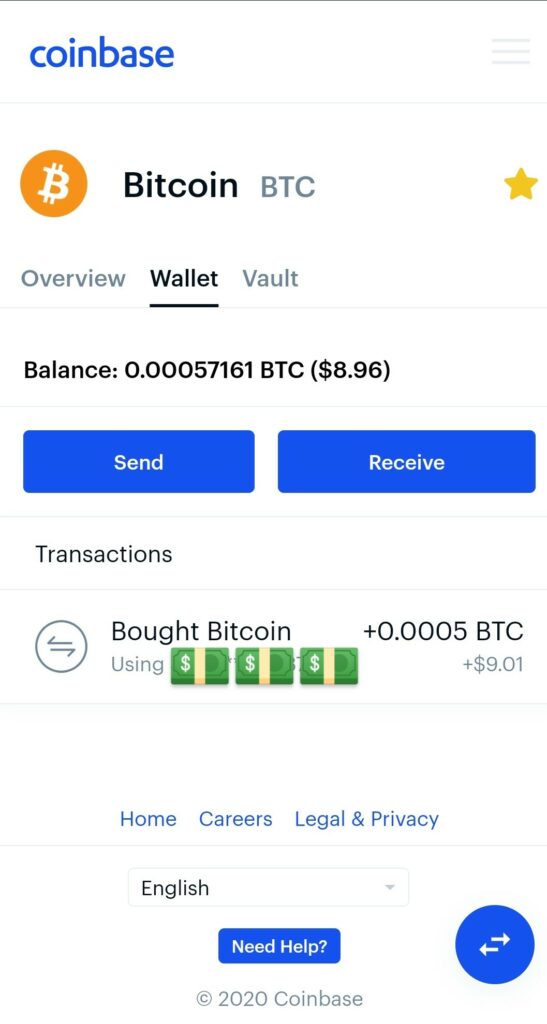 coinbase
Bitcoin BTC
Overview Wallet Vault
Balance: 0.00057161 BTC ($8.96)
Send Receive
Transactions
Bought Bitcoin +0.0005 BTC
Using +$9.01
Home Careers Legal & Privacy
English
Need Help?
© 2020 Coinbase